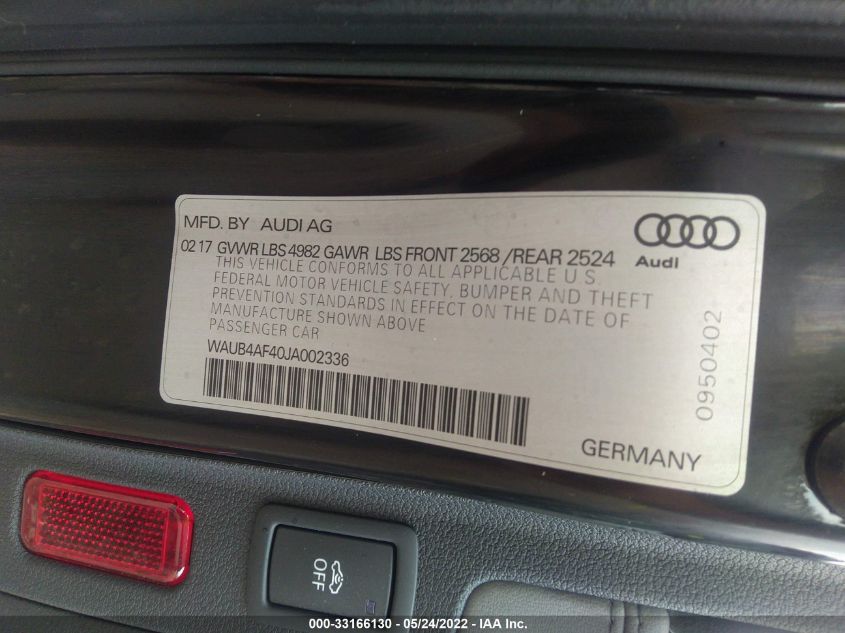 MFD. BY AUDI AG
02 17 GVWR LBS 4982 GAWR LBS FRONT 2568 /REAR 2524
Audi
THIS VEHICLE CONFORMS TO ALL APPLICABLE U S
FEDERAL MOTOR VEHICLE SAFETY, BUMPER AND THEFT
PREVENTION STANDARDS IN EFFECT ON THE DATE OF
MANUFACTURE SHOWN ABOVE
PASSENGER CAR
WAUB4AF40JA002336
0950402
GERMANY
OFF
000-33166130 - 05/24/2022 - IAA Inc.